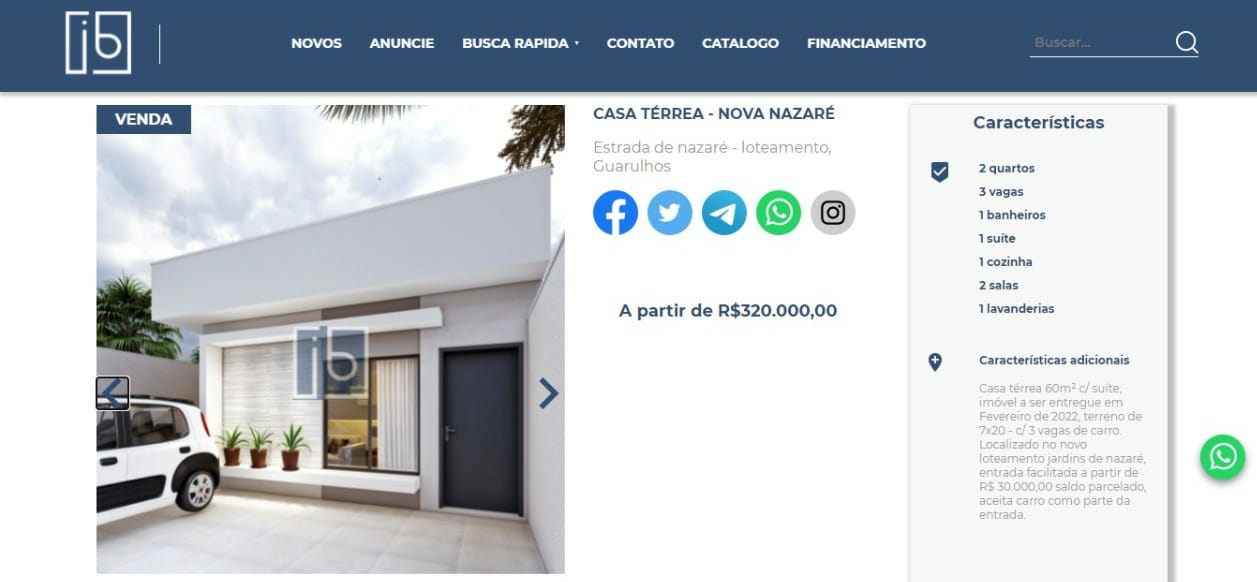 ib
NOVOS
ANUNCIE
BUSCA RAPIDA
CONTATO
CATALOGO
FINANCIAMENTO
Buscar...
VENDA
ib
CASA TÉRREA - NOVA NAZARÉ
Estrada de nazaré - loteamento,
Guarulhos
A partir de R$320.000,00
Características
2 quartos
3 vagas
1 banheiros
1 suíte
1 cozinha
2 salas
1 lavanderias
Características adicionais
Casa térrea 60m² c/ suíte,
imóvel a ser entregue em
Fevereiro de 2022, terreno de
7x20 - c/ 3 vagas de carro.
Localizado no novo
loteamento jardins de nazaré,
entrada facilitada a partir de
R$ 30.000,00 saldo parcelado,
aceita carro como parte da
entrada.